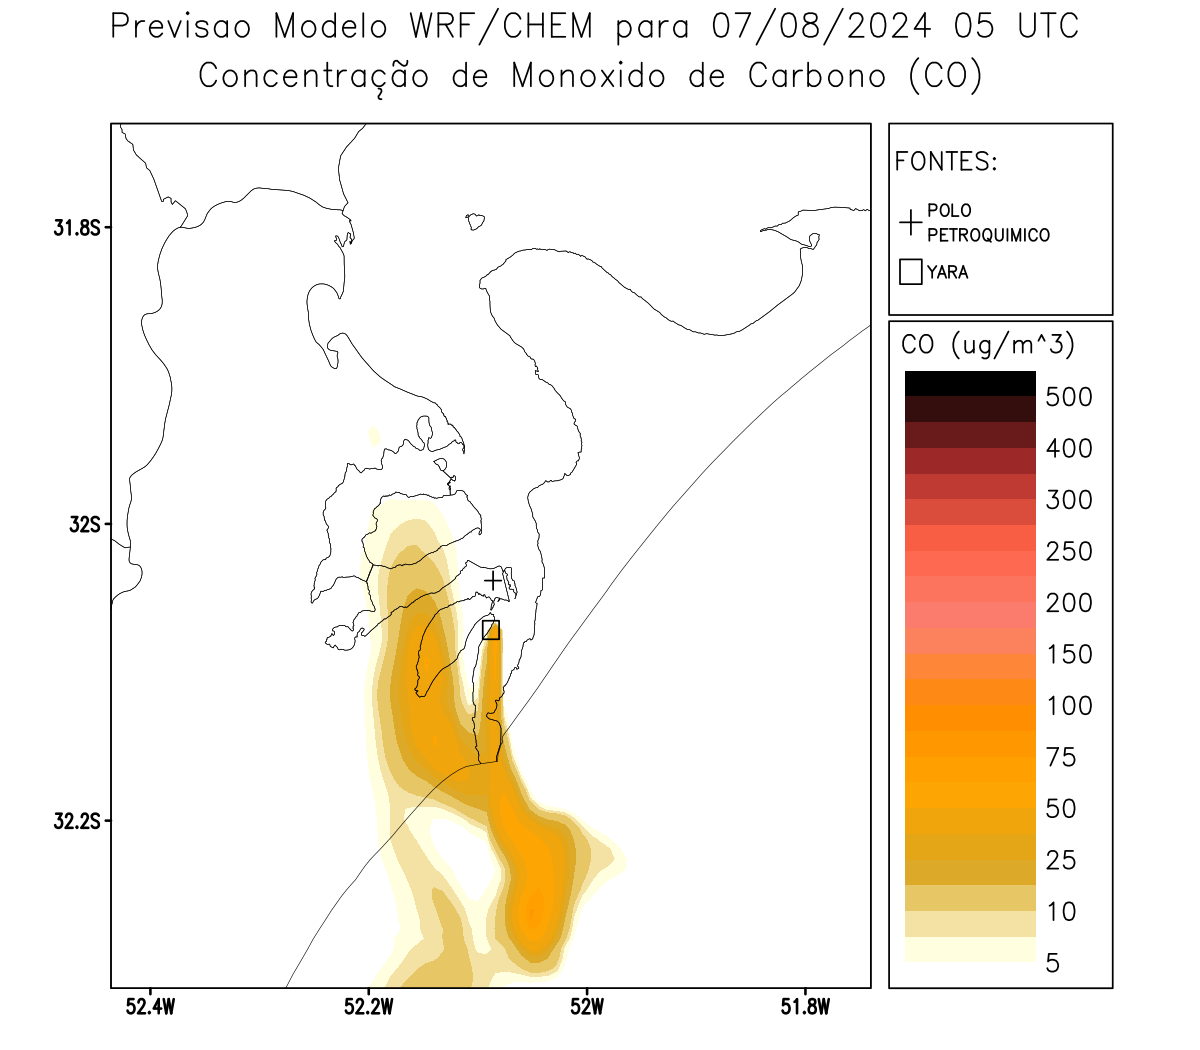 Previsao Modelo WRF/CHEM para 07/08/2024 05 UTC
Concentração de Monoxido de Carbono (CO)
FONTES:
POLO
PETROQUIMICO
YARA
CO (ug/m^3)
500
400
300
250
200
150
100
75
50
25
10
5
31.8S
32S
32.2S
52.4W
52.2W
52W
51.8W